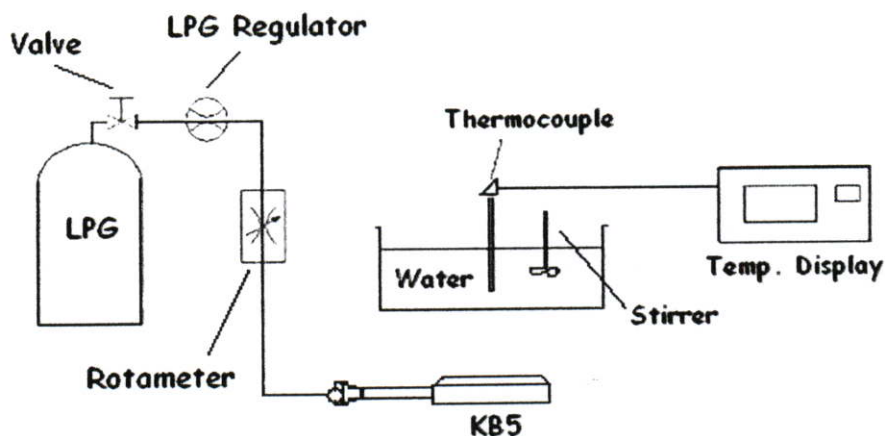 LPG Regulator
Valve
Thermocouple
LPG
Water
Temp. Display
Stirrer
Rotameter
KB5